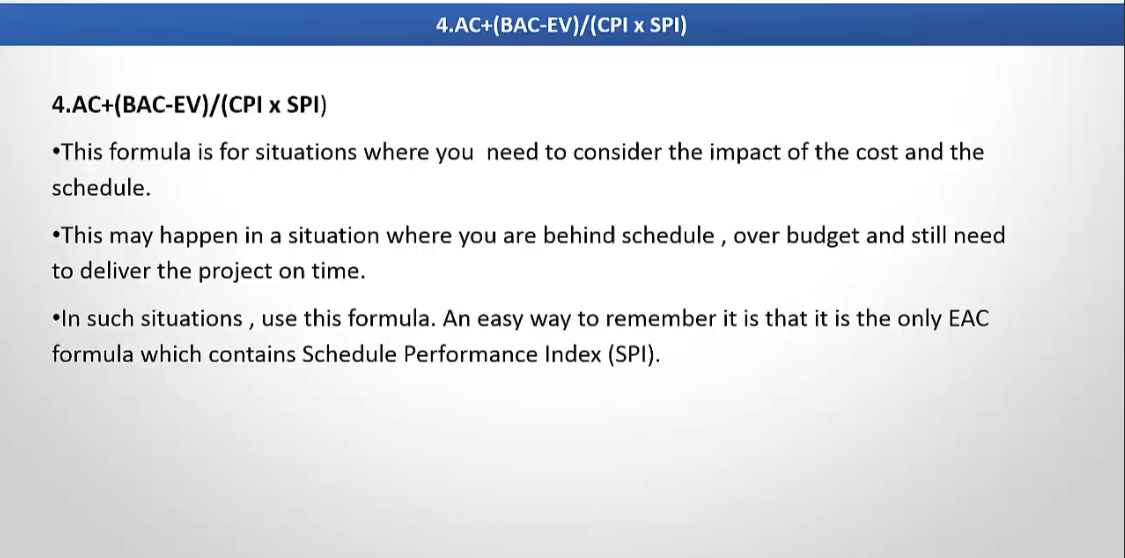 4.AC+(BAC-EV)/(CPI x SPI)
4.AC+(BAC-EV)/(CPI x SPI)
•This formula is for situations where you  need to consider the impact of the cost and the
schedule.
•This may happen in a situation where you are behind schedule , over budget and still need
to deliver the project on time.
•In such situations , use this formula. An easy way to remember it is that it is the only EAC
formula which contains Schedule Performance Index (SPI).